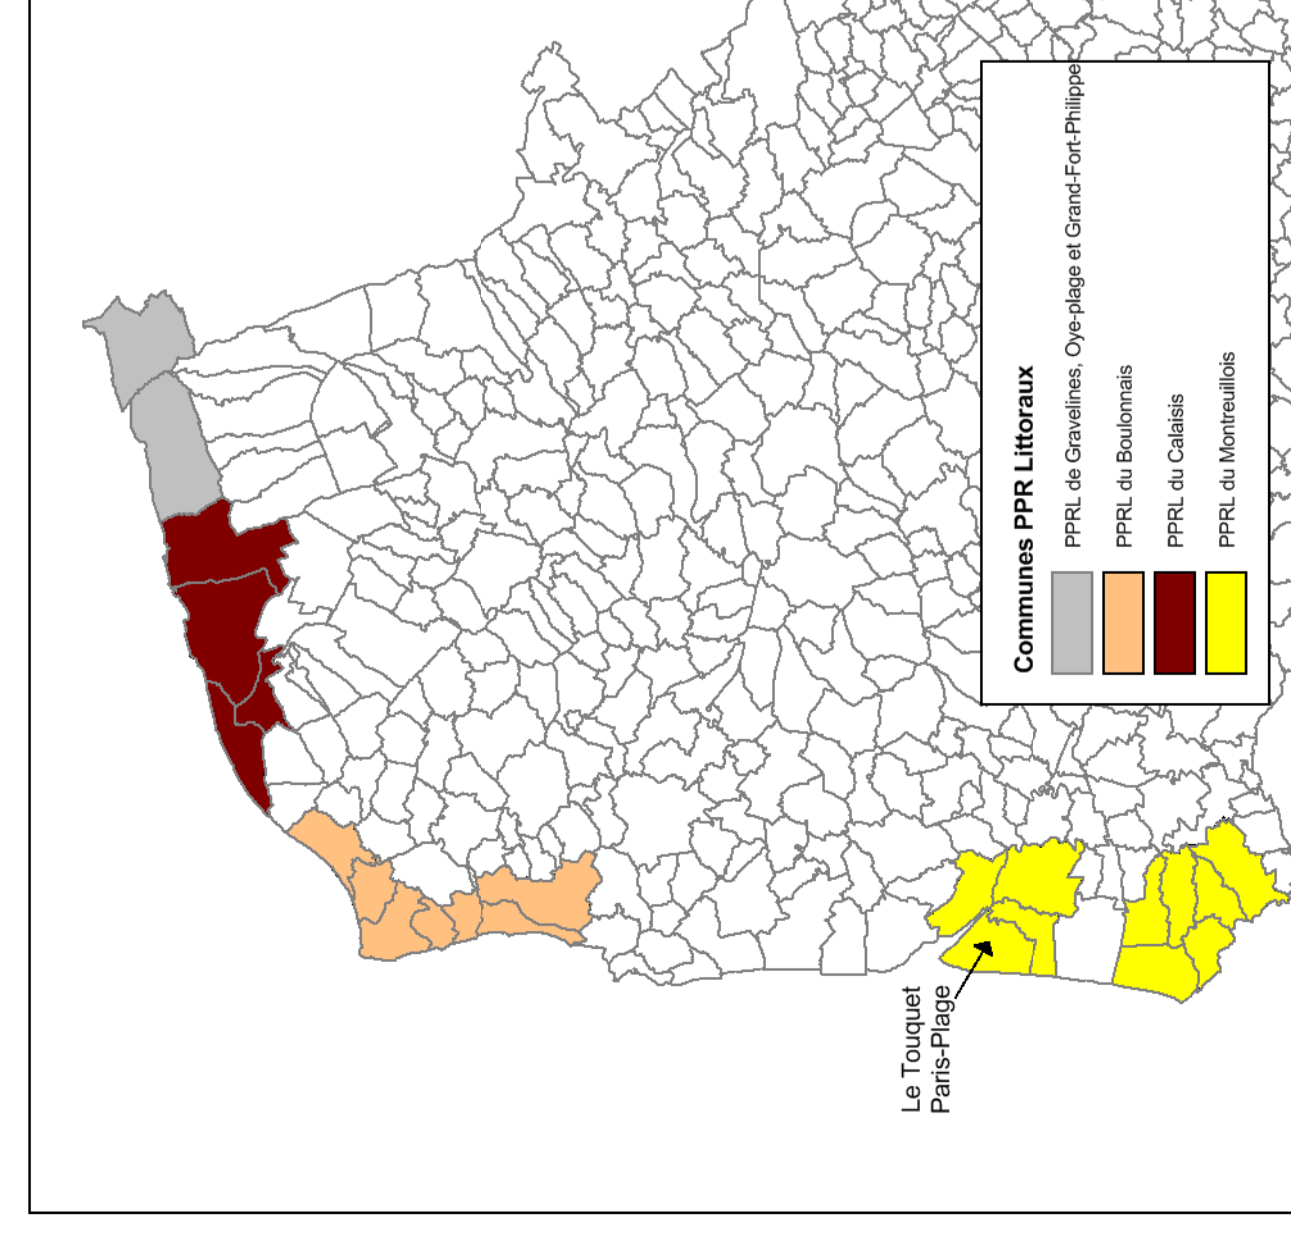 Le Touquet
Paris-Plage
Communes PPR Littoraux
PPRL de Gravelines, Oye-plage et Grand-Fort-Philippe
PPRL du Boulonnais
PPRL du Calaisis
PPRL du Montreuillois